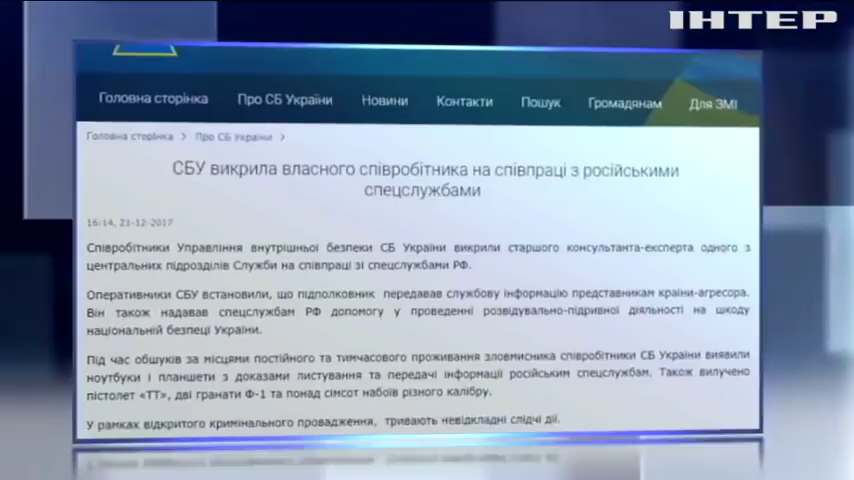 ІНТЕР
Головна сторінка Про СБ України Новини Контакти Пошук Громадянам Для ЗМІ
Головна сторінка > Про СБ України >
СБУ викрила власного співробітника на співпраці з російськими
спецслужбами
16:14, 21-12-2017
Співробітники Управління внутрішньої безпеки СБ України викрили старшого консультанта-експерта одного з
центральних підрозділів Служби на співпраці зі спецслужбами РФ.
Оперативники СБУ встановили, що підполковник передавав службову інформацію представникам країни-агресора.
Він також надавав спецслужбам РФ допомогу у проведенні розвідувально-підривної діяльності на шкоду
національній безпеці України.
Під час обшуків за місцями постійного та тимчасового проживання зловмисника співробітники СБ України виявили
ноутбуки і планшети з доказами листування та передачі інформації російським спецслужбам. Також вилучено
пістолет «ТТ», дві гранати Ф-1 та понад сімсот набоїв різного калібру.
У рамках відкритого кримінального провадження, тривають невідкладні слідчі дії.